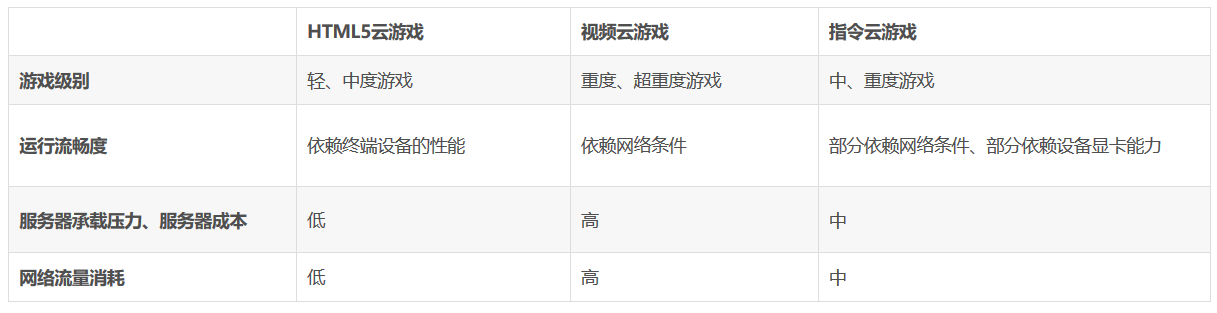 HTML5云游戏 视频云游戏 指令云游戏
游戏级别 轻、中度游戏 重度、超重度游戏 中、重度游戏
运行流畅度 依赖终端设备的性能 依赖网络条件 部分依赖网络条件、部分依赖设备显卡能力
服务器承载压力、服务器成本 低 高 中
网络流量消耗 低 高 中